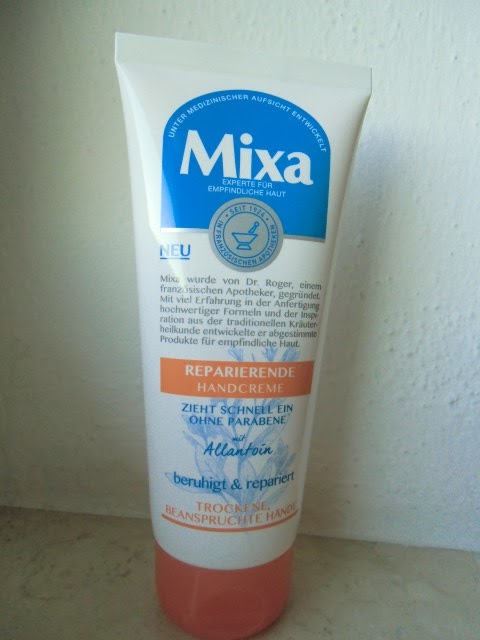 UNTER MEDIZINISCHER AUFSICHT ENTWICKELT
Mixa
EXPERTE FÜR
EMPFINDLICHE HAUT
SEIT 1924
IN FRANZÖSISCHEN APOTHEKEN
NEU
Mixa wurde von Dr. Roger, einem
französischen Apotheker, gegründet.
Mit viel Erfahrung in der Anfertigung
hochwertiger Formeln und der Inspi-
ration aus der traditionellen Kräuter-
heilkunde entwickelte er abgestimmte
Produkte für empfindliche Haut.
REPARIERENDE
HANDCREME
ZIEHT SCHNELL EIN
OHNE PARABENE
mit
Allantoin
beruhigt & repariert
TROCKENE,
BEANSPRUCHTE HÄNDE